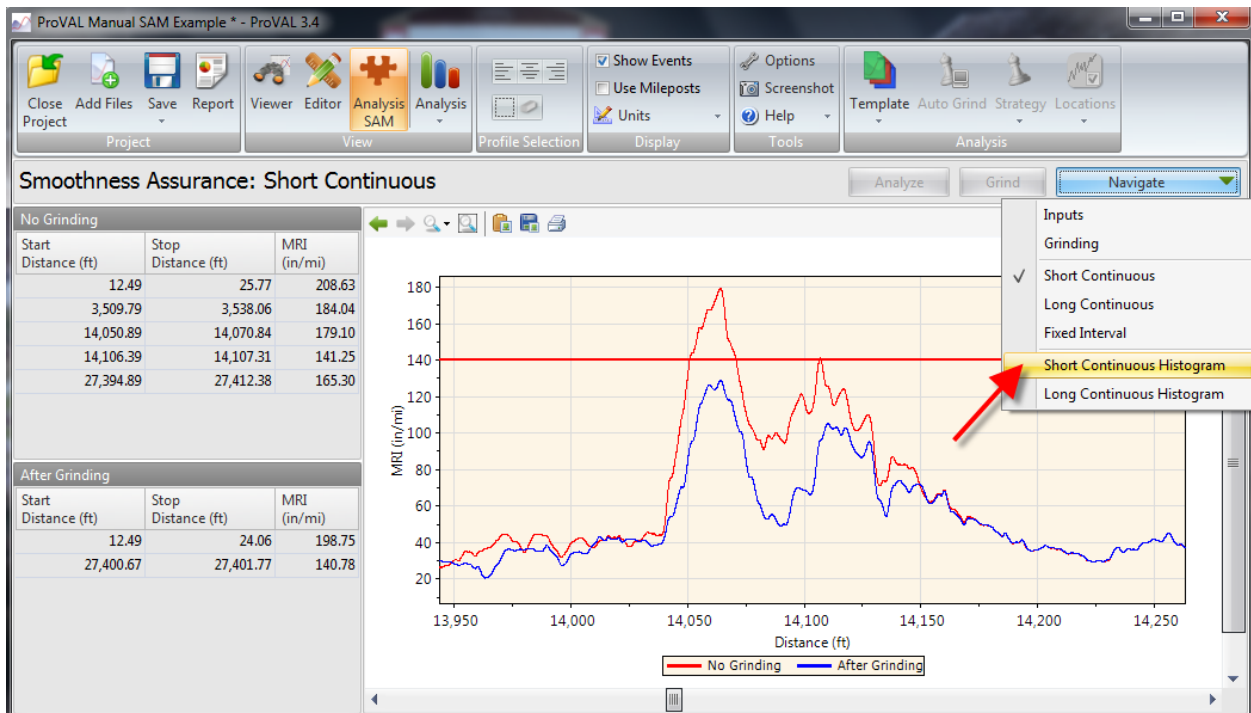 ProVAL Manual SAM Example * - ProVAL 3.4
Close Project
Add Files
Save
Report
Project
Viewer
Editor
Analysis SAM
Analysis
View
Profile Selection
Show Events
Use Mileposts
Units
Display
Options
Screenshot
Help
Tools
Template
Auto Grind
Strategy
Locations
Analysis
Smoothness Assurance: Short Continuous
Analyze
Grind
Navigate
Inputs
Grinding
Short Continuous
Long Continuous
Fixed Interval
Short Continuous Histogram
Long Continuous Histogram
No Grinding
Start Distance (ft) Stop Distance (ft) MRI (in/mi)
12.49 25.77 208.63
3,509.79 3,538.06 184.04
14,050.89 14,070.84 179.10
14,106.39 14,107.31 141.25
27,394.89 27,412.38 165.30
After Grinding
Start Distance (ft) Stop Distance (ft) MRI (in/mi)
12.49 24.06 198.75
27,400.67 27,401.77 140.78
MRI (in/mi)
180
160
140
120
100
80
60
40
20
13,950 14,000 14,050 14,100 14,150 14,200 14,250
Distance (ft)
No Grinding After Grinding